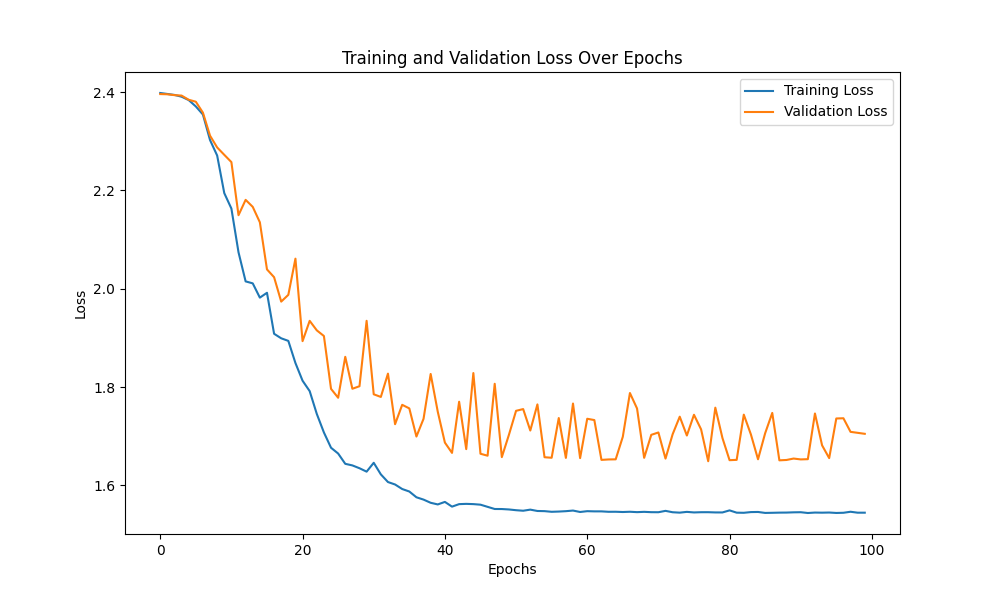 Training and Validation Loss Over Epochs
Training Loss
Validation Loss
Loss
2.4
2.2
2.0
1.8
1.6
0 20 40 60 80 100
Epochs